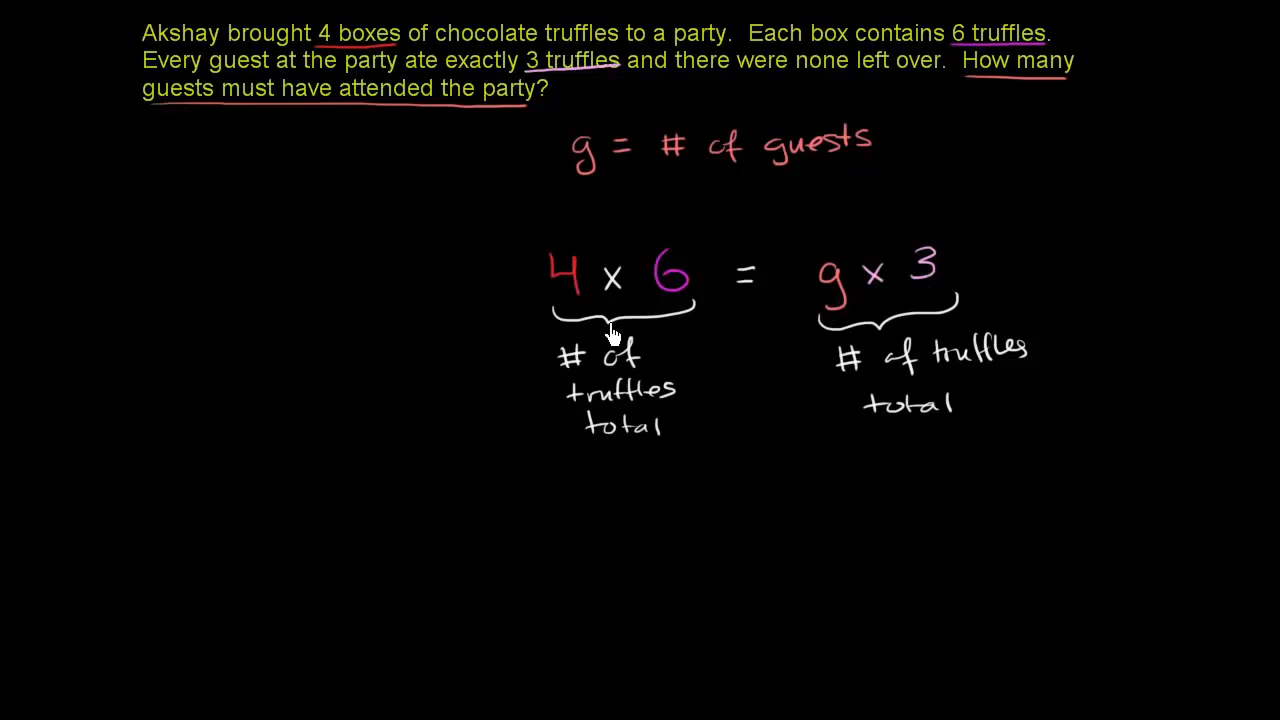 Akshay brought 4 boxes of chocolate truffles to a party. Each box contains 6 truffles.
Every guest at the party ate exactly 3 truffles and there were none left over. How many
guests must have attended the party?
g = # of guests
4 x 6 = g x 3
# of
truffles
total
# of truffles
total